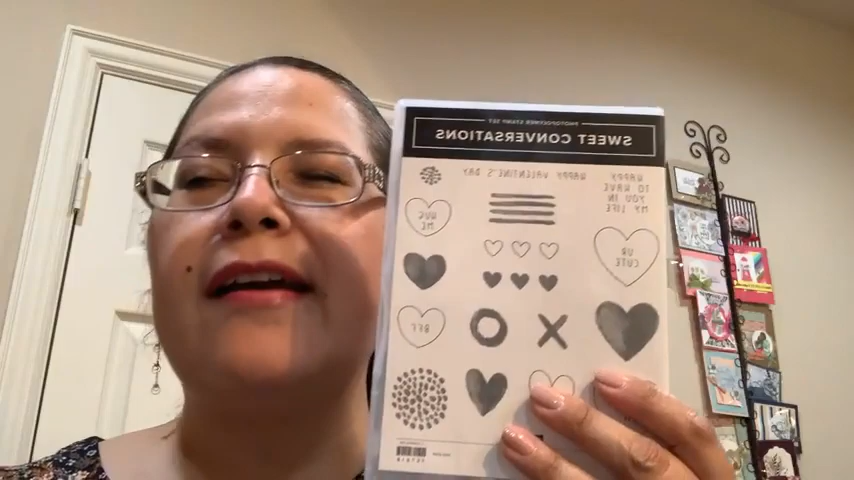 PHOTOPOLYMER STAMP SET
SWEET CONVERSATIONS
HAPPY
TO HAVE
YOU IN
MY LIFE
HAPPY VALENTINE'S DAY
HUG
ME
UR
CUTE
BFF